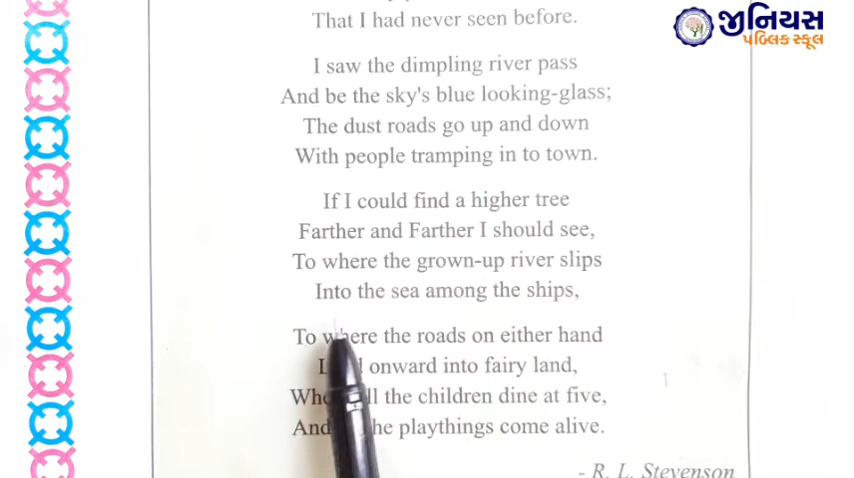 જીનિયસ
પબ્લિક સ્કૂલ
That I had never seen before.
I saw the dimpling river pass
And be the sky's blue looking-glass;
The dust roads go up and down
With people tramping in to town.
If I could find a higher tree
Farther and Farther I should see,
To where the grown-up river slips
Into the sea among the ships,
To where the roads on either hand
onward into fairy land,
the children dine at five,
And playthings come alive.
- R. L. Stevenson